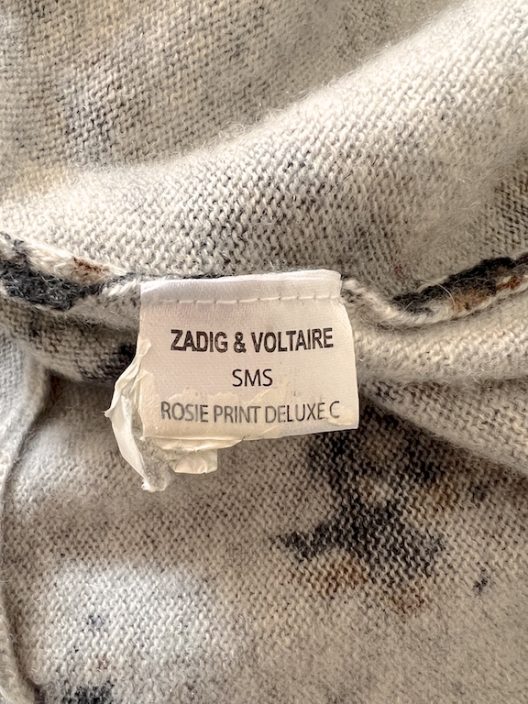 ZADIG & VOLTAIRE
SMS
ROSIE PRINT DELUXE C